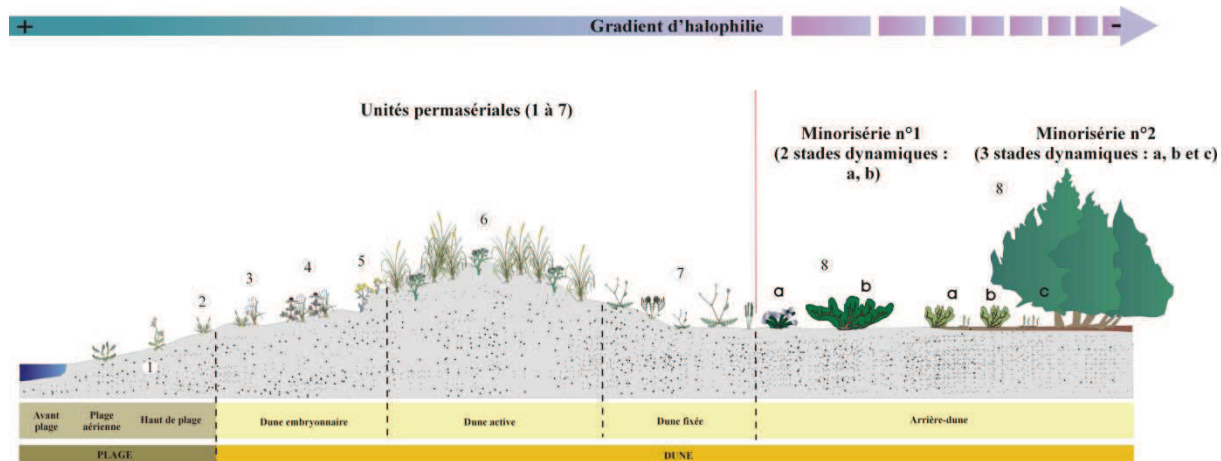 + Gradient d'halophilie -
Unités permasériales (1 à 7)
Minorisérie n°1
(2 stades dynamiques :
a, b)
Minorisérie n°2
(3 stades dynamiques : a, b et c)
8
6
5
4
3
2
1
7
8
a
b
a
b
c
Avant
plage
Plage
aérienne
Haut de plage
Dune embryonnaire
Dune active
Dune fixée
Arrière-dune
PLAGE
DUNE